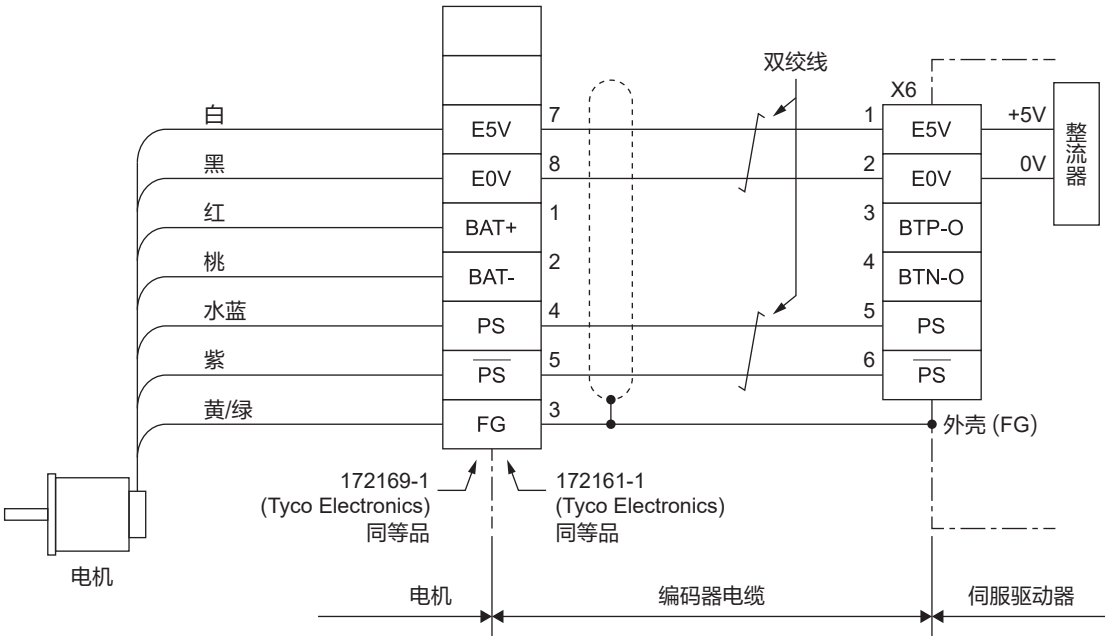 双绞线
X6
白 E5V 7 1 E5V +5V
黑 E0V 8 2 E0V 0V
整流器
红 BAT+ 1 3 BTP-O
桃 BAT- 2 4 BTN-O
水蓝 PS 4 5 PS
紫 P̅S̅ 5 6 P̅S̅
黄/绿 FG 3 外壳 (FG)
172169-1
(Tyco Electronics)
同等品
172161-1
(Tyco Electronics)
同等品
电机
电机 编码器电缆 伺服驱动器